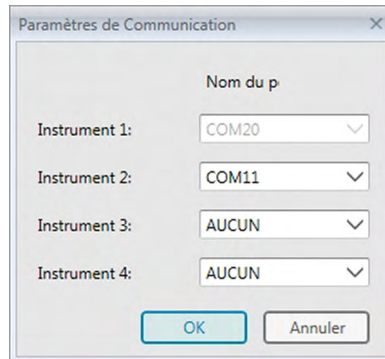 Paramètres de Communication
Nom du p
Instrument 1: COM20
Instrument 2: COM11
Instrument 3: AUCUN
Instrument 4: AUCUN
OK Annuler